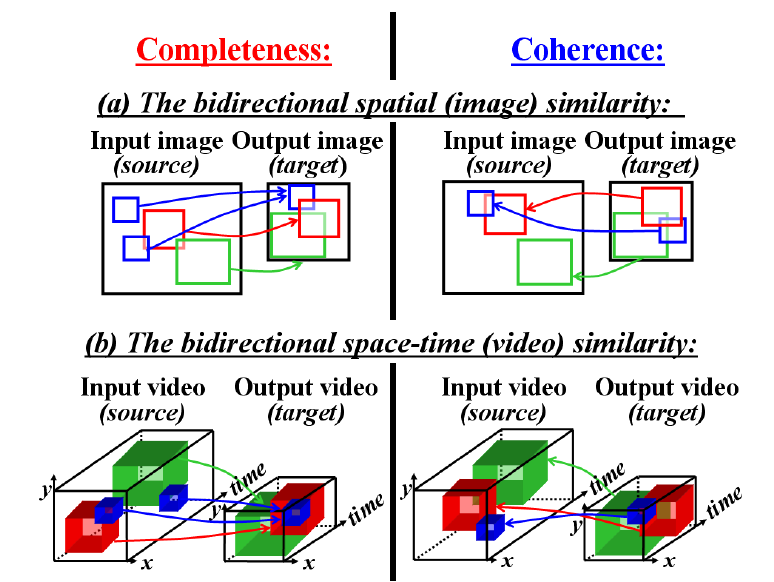 Completeness: Coherence:
(a) The bidirectional spatial (image) similarity:
Input image Output image Input image Output image
(source) (target) (source) (target)
(b) The bidirectional space-time (video) similarity:
Input video Output video Input video Output video
(source) (target) (source) (target)
y time y time y time y time
x x x x